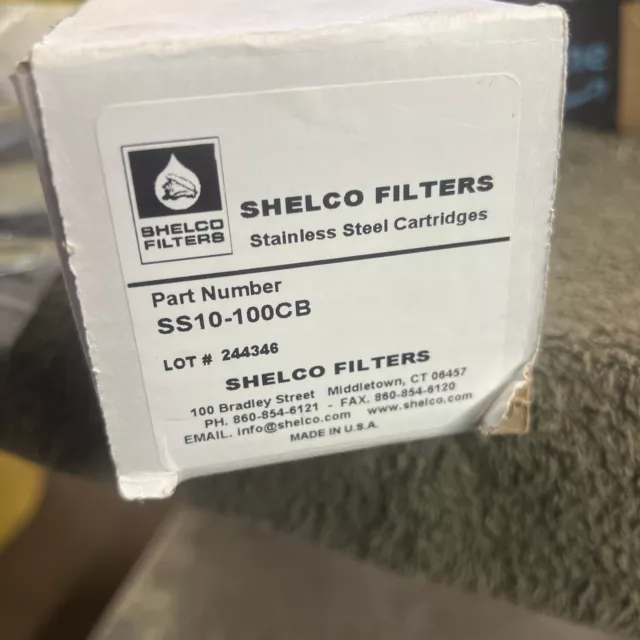 SHELCO
FILTERS
SHELCO FILTERS
Stainless Steel Cartridges
Part Number
SS10-100CB
LOT # 244346
SHELCO FILTERS
100 Bradley Street Middletown, CT 06457
PH. 860-854-6121 - FAX. 860-854-6120
EMAIL. info@shelco.com www.shelco.com
MADE IN U.S.A.